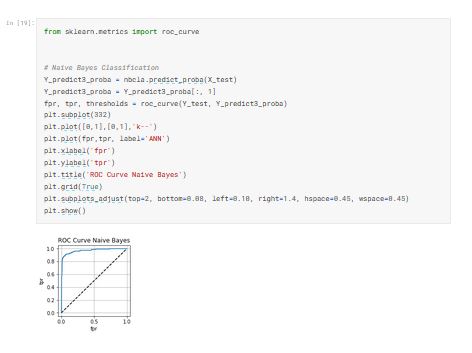 In [19]:
from sklearn.metrics import roc_curve
# Naive Bayes Classification
Y_predict3_proba = nbcla.predict_proba(X_test)
Y_predict3_proba = Y_predict3_proba[:, 1]
fpr, tpr, thresholds = roc_curve(Y_test, Y_predict3_proba)
plt.subplot(332)
plt.plot([0,1],[0,1],'k--')
plt.plot(fpr,tpr, label='ANN')
plt.xlabel('fpr')
plt.ylabel('tpr')
plt.title('ROC Curve Naive Bayes')
plt.grid(True)
plt.subplots_adjust(top=2, bottom=0.08, left=0.10, right=1.4, hspace=0.45, wspace=0.45)
plt.show()
ROC Curve Naive Bayes
1.0
0.8
0.6
0.4
0.2
0.0
tpr
0.0 0.5 1.0
fpr